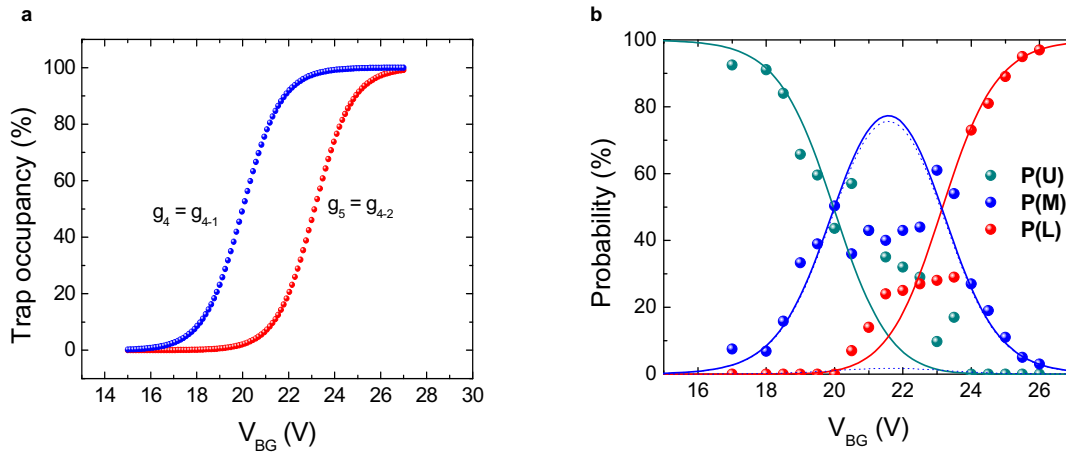 a
Trap occupancy (%)
100
80
60
40
20
0
g4 = g4-1
g5 = g4-2
14 16 18 20 22 24 26 28 30
VBG (V)
b
Probability (%)
100
80
60
40
20
0
P(U)
P(M)
P(L)
16 18 20 22 24 26
VBG (V)